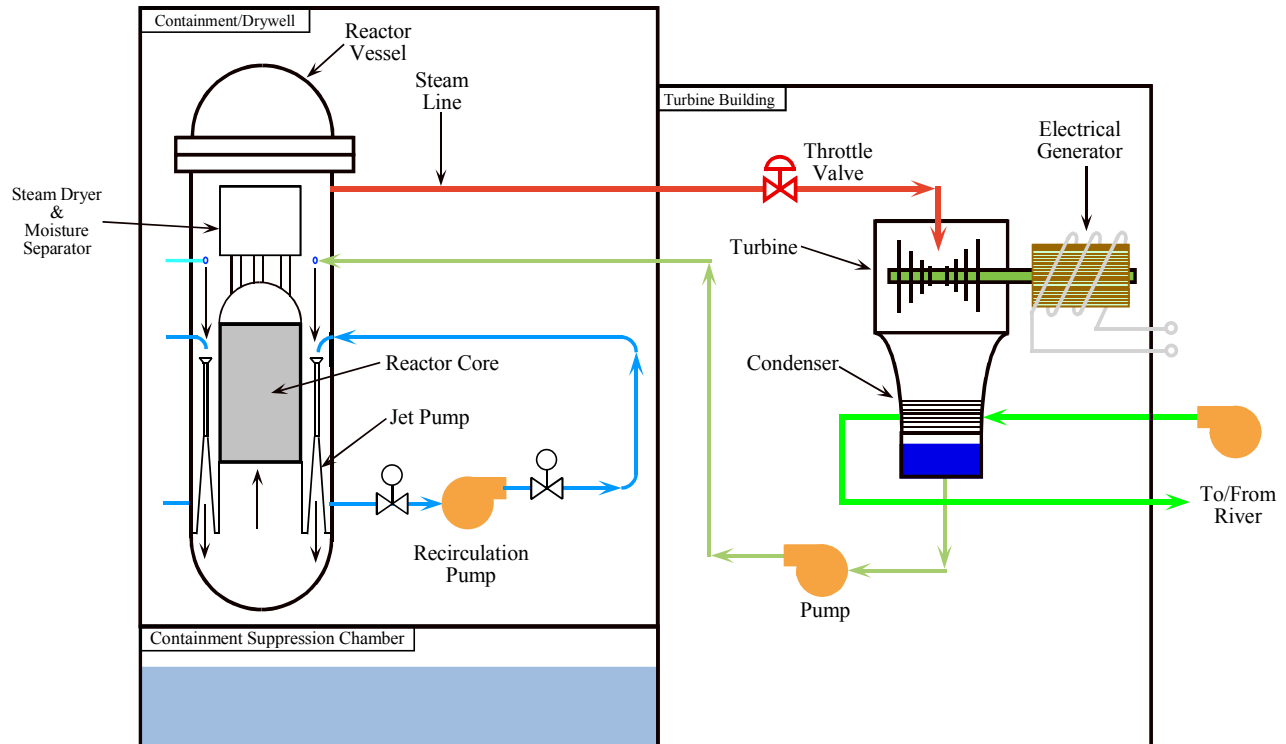 Containment/Drywell
Reactor
Vessel
Steam
Line
Turbine Building
Electrical
Generator
Throttle
Valve
Steam Dryer
&
Moisture
Separator
Turbine
Condenser
Reactor Core
Jet Pump
To/From
River
Recirculation
Pump
Pump
Containment Suppression Chamber